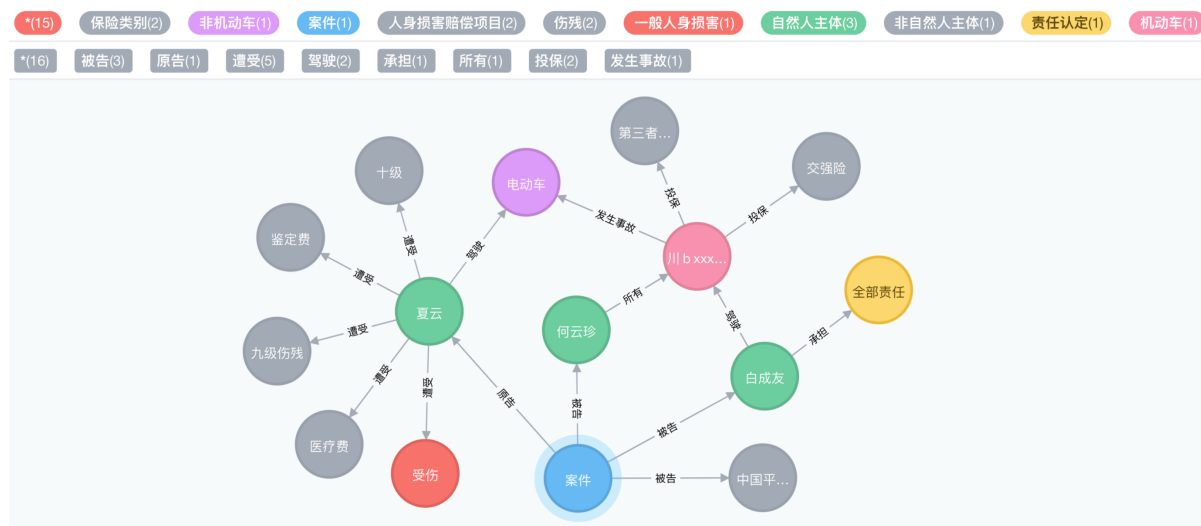 *(15) 保险类别(2) 非机动车(1) 案件(1) 人身损害赔偿项目(2) 伤残(2) 一般人身损害(1) 自然人主体(3) 非自然人主体(1) 责任认定(1) 机动车(1)
*(16) 被告(3) 原告(1) 遭受(5) 驾驶(2) 承担(1) 所有(1) 投保(2) 发生事故(1)
第三者…
交强险
十级
电动车
投保
投保
发生事故
鉴定费
遭受
驾驶
川b xxx…
遭受
全部责任
所有
夏云
何云珍
驾驶
承担
遭受
九级伤残
遭受
遭受
白成友
原告
被告
被告
医疗费
受伤
案件
被告
中国平…